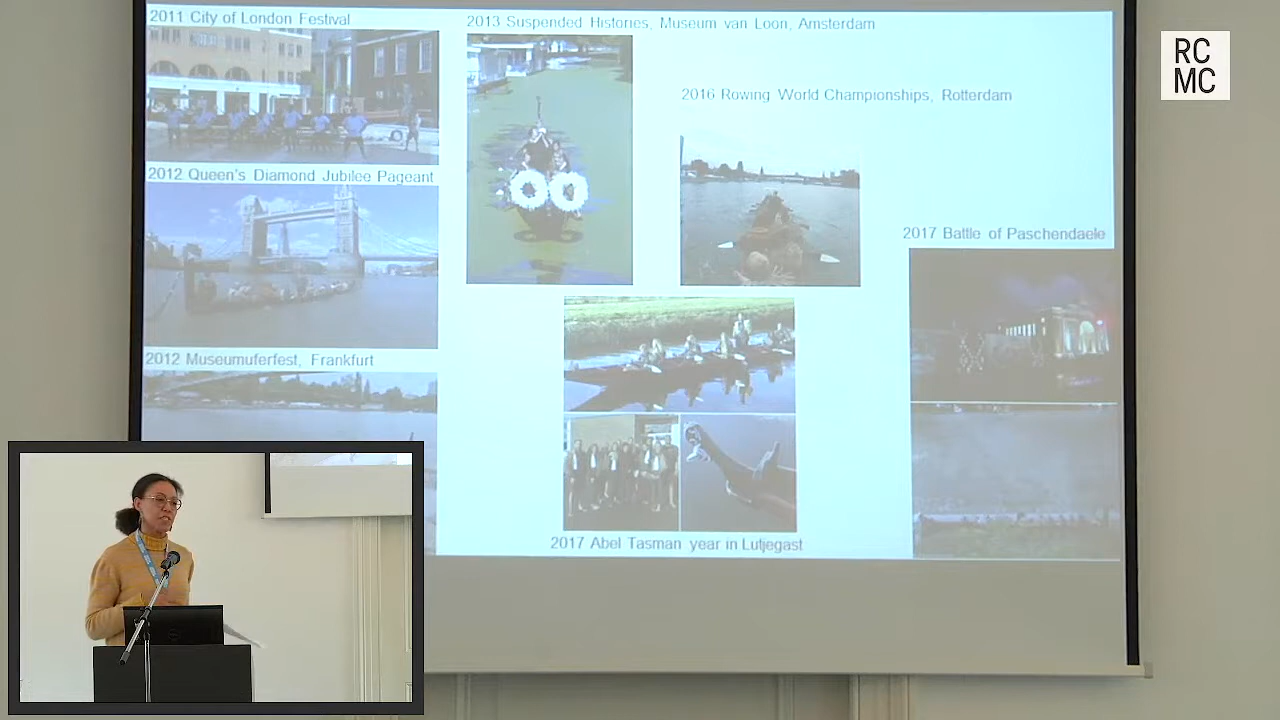 2011 City of London Festival
2013 Suspended Histories, Museum van Loon, Amsterdam
RC
MC
2016 Rowing World Championships, Rotterdam
2012 Queen's Diamond Jubilee Pageant
2017 Battle of Paschendaele
2012 Museumuferfest, Frankfurt
2017 Abel Tasman year in Lutjegast